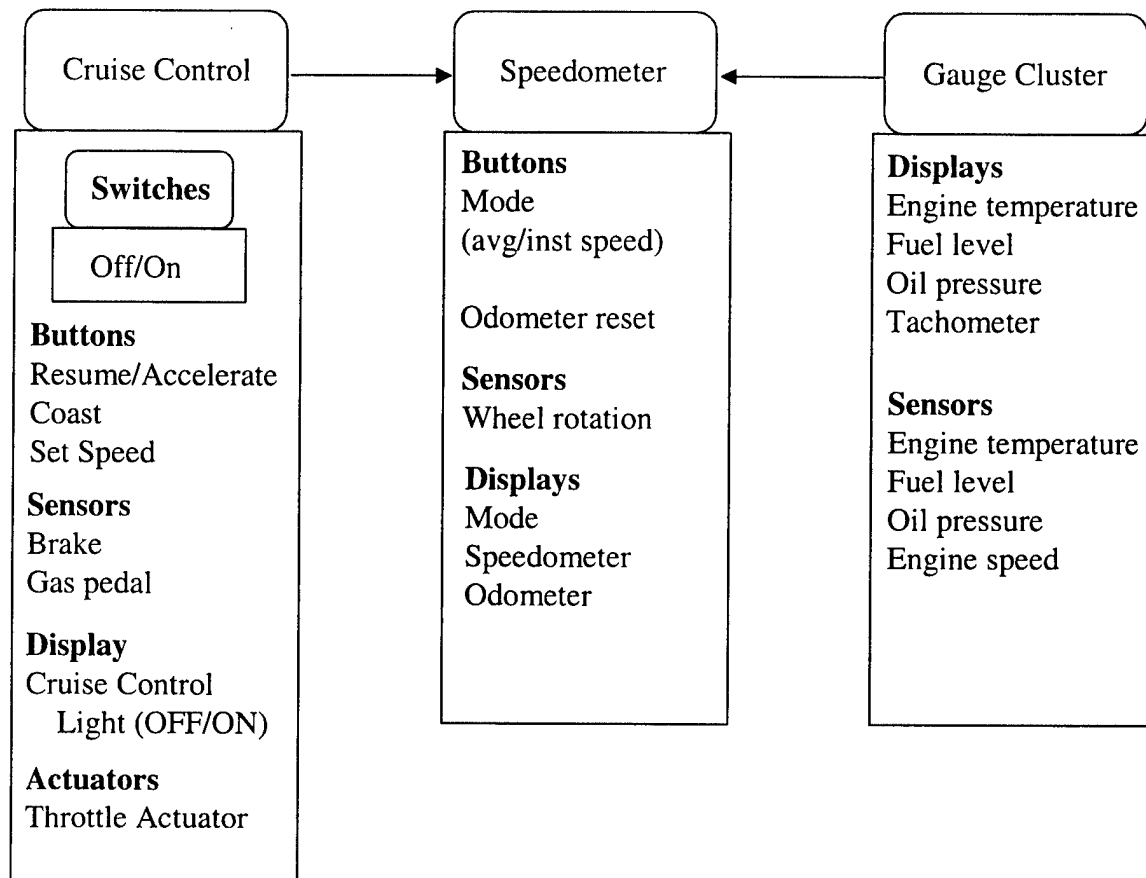 Cruise Control
Switches
Off/On
Buttons
Resume/Accelerate
Coast
Set Speed
Sensors
Brake
Gas pedal
Display
Cruise Control
Light (OFF/ON)
Actuators
Throttle Actuator
Speedometer
Buttons
Mode
(avg/inst speed)
Odometer reset
Sensors
Wheel rotation
Displays
Mode
Speedometer
Odometer
Gauge Cluster
Displays
Engine temperature
Fuel level
Oil pressure
Tachometer
Sensors
Engine temperature
Fuel level
Oil pressure
Engine speed